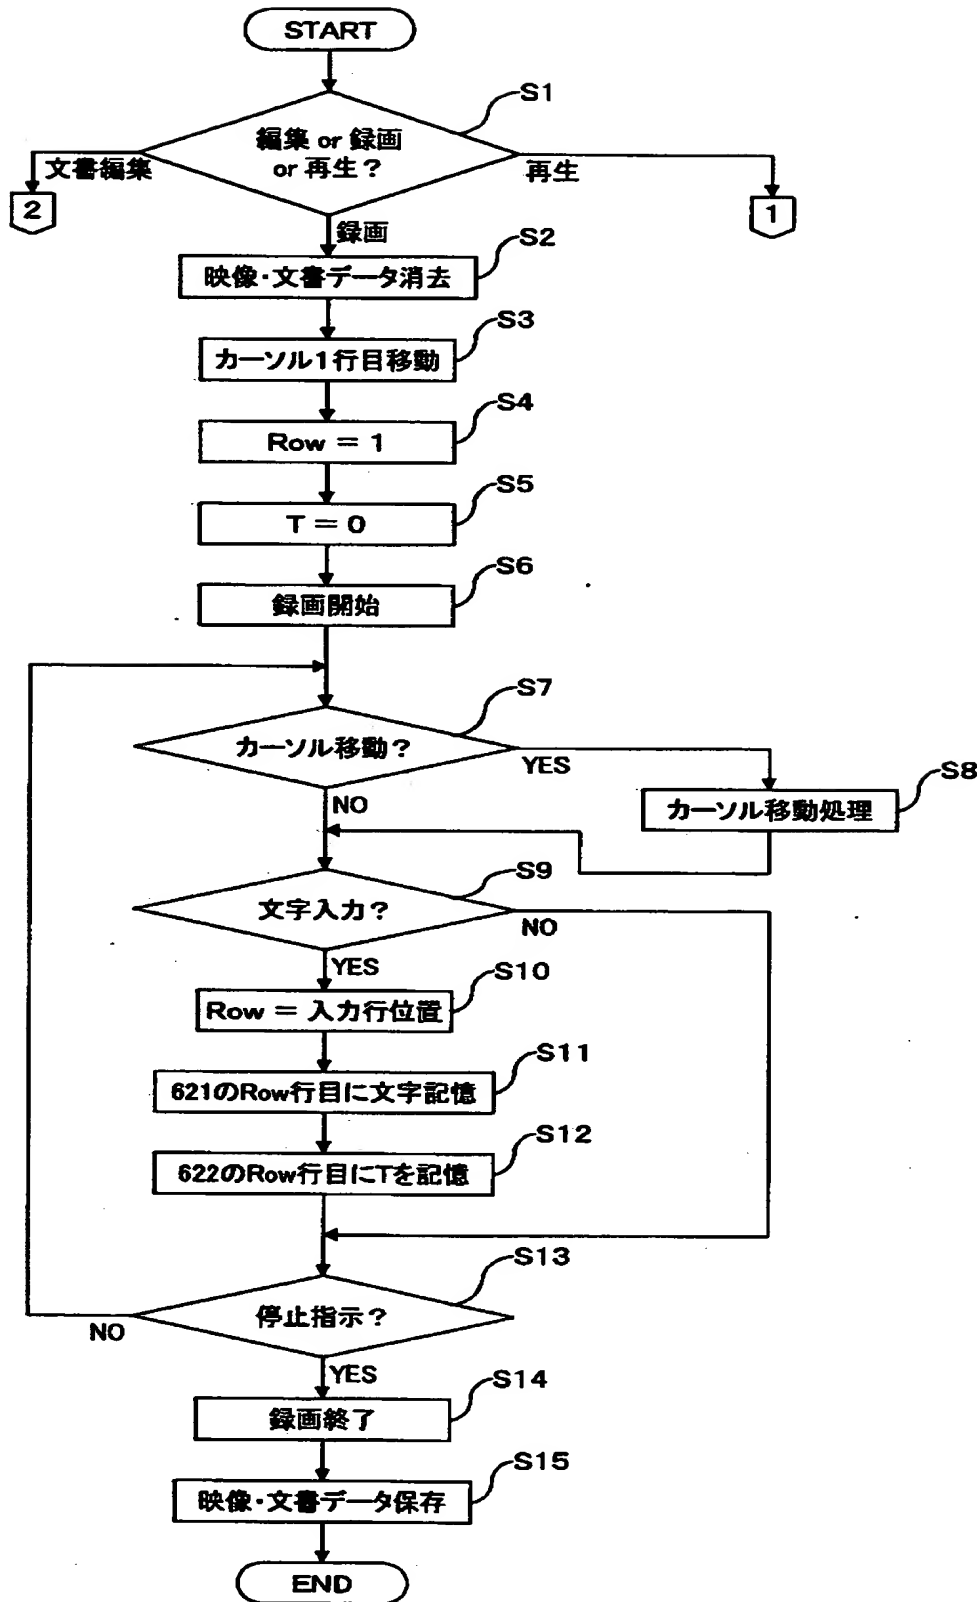 START
S1
編集 or 録画
or 再生？
文書編集
再生
2
1
録画
S2
映像・文書データ消去
S3
カーソル1行目移動
S4
Row ＝ 1
S5
T ＝ 0
S6
録画開始
S7
カーソル移動？
YES
S8
カーソル移動処理
NO
S9
文字入力？
NO
YES
S10
Row ＝ 入力行位置
S11
621のRow行目に文字記憶
S12
622のRow行目にTを記憶
S13
停止指示？
NO
YES
S14
録画終了
S15
映像・文書データ保存
END